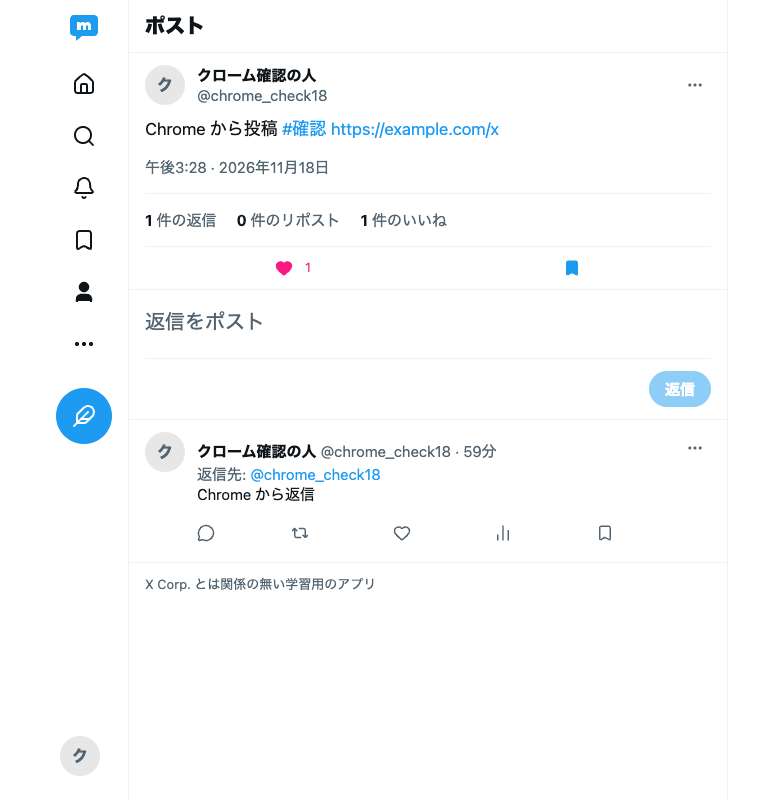 m
ポスト
ク
クローム確認の人
@chrome_check18
Chrome から投稿 #確認 https://example.com/x
午後3:28 · 2026年11月18日
1 件の返信 0 件のリポスト 1 件のいいね
1
返信をポスト
返信
ク
クローム確認の人 @chrome_check18 · 59分
返信先: @chrome_check18
Chrome から返信
X Corp. とは関係の無い学習用のアプリ
ク